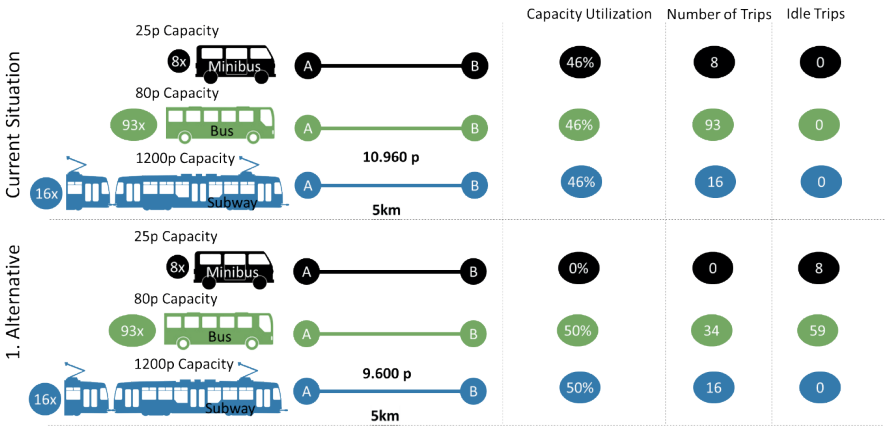 Capacity Utilization Number of Trips Idle Trips
Current Situation
25p Capacity
8x Minibus A B 46% 8 0
80p Capacity
93x Bus A B 46% 93 0
1200p Capacity 10.960 p
16x Subway A B 46% 16 0
5km
1. Alternative
25p Capacity
8x Minibus A B 0% 0 8
80p Capacity
93x Bus A B 50% 34 59
1200p Capacity 9.600 p
16x Subway A B 50% 16 0
5km